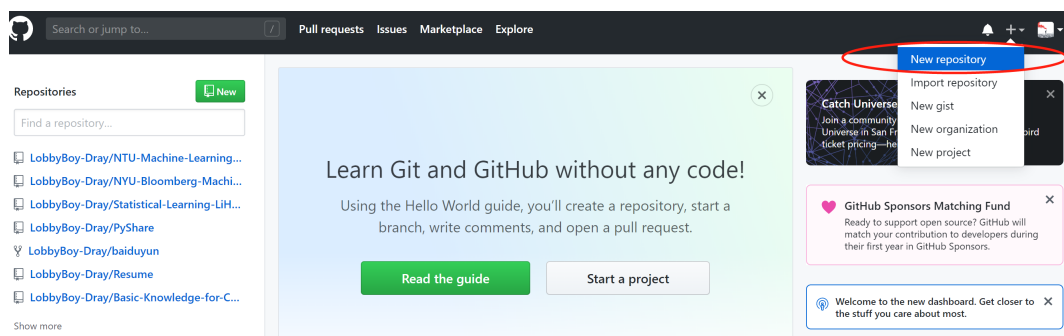 Search or jump to...
/
Pull requests Issues Marketplace Explore
New repository
Import repository
New gist
New organization
New project
Repositories
New
Find a repository...
LobbyBoy-Dray/NTU-Machine-Learning...
LobbyBoy-Dray/NYU-Bloomberg-Machi...
LobbyBoy-Dray/Statistical-Learning-LiH...
LobbyBoy-Dray/PyShare
LobbyBoy-Dray/baiduyun
LobbyBoy-Dray/Resume
LobbyBoy-Dray/Basic-Knowledge-for-C...
Show more
Learn Git and GitHub without any code!
Using the Hello World guide, you’ll create a repository, start a
branch, write comments, and open a pull request.
Read the guide
Start a project
Catch Universe
Join a community
Universe in San Fr bird
ticket pricing—he
GitHub Sponsors Matching Fund
Ready to support open source? GitHub will
match your contribution to developers during
their first year in GitHub Sponsors.
Welcome to the new dashboard. Get closer to
the stuff you care about most.